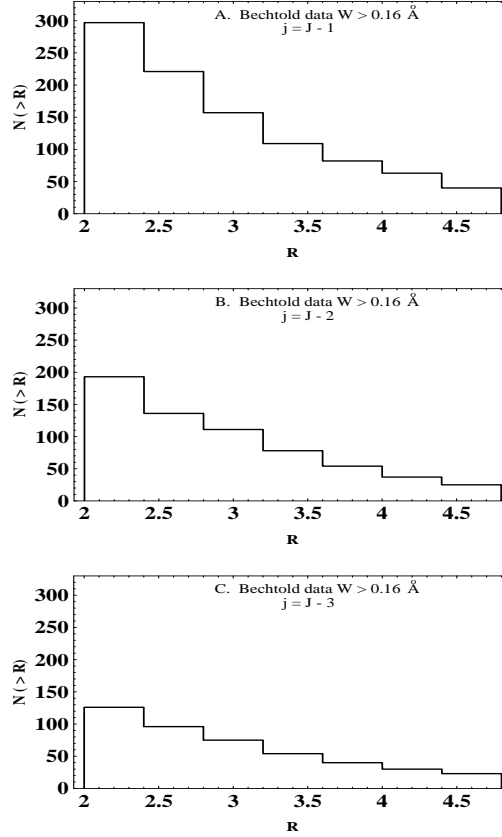 A. Bechtold data W > 0.16 Å
j = J - 1
N (>R)
300
250
200
150
100
50
0
2 2.5 3 3.5 4 4.5
R
B. Bechtold data W > 0.16 Å
j = J - 2
N (>R)
300
250
200
150
100
50
0
2 2.5 3 3.5 4 4.5
R
C. Bechtold data W > 0.16 Å
j = J - 3
N (>R)
300
250
200
150
100
50
0
2 2.5 3 3.5 4 4.5
R